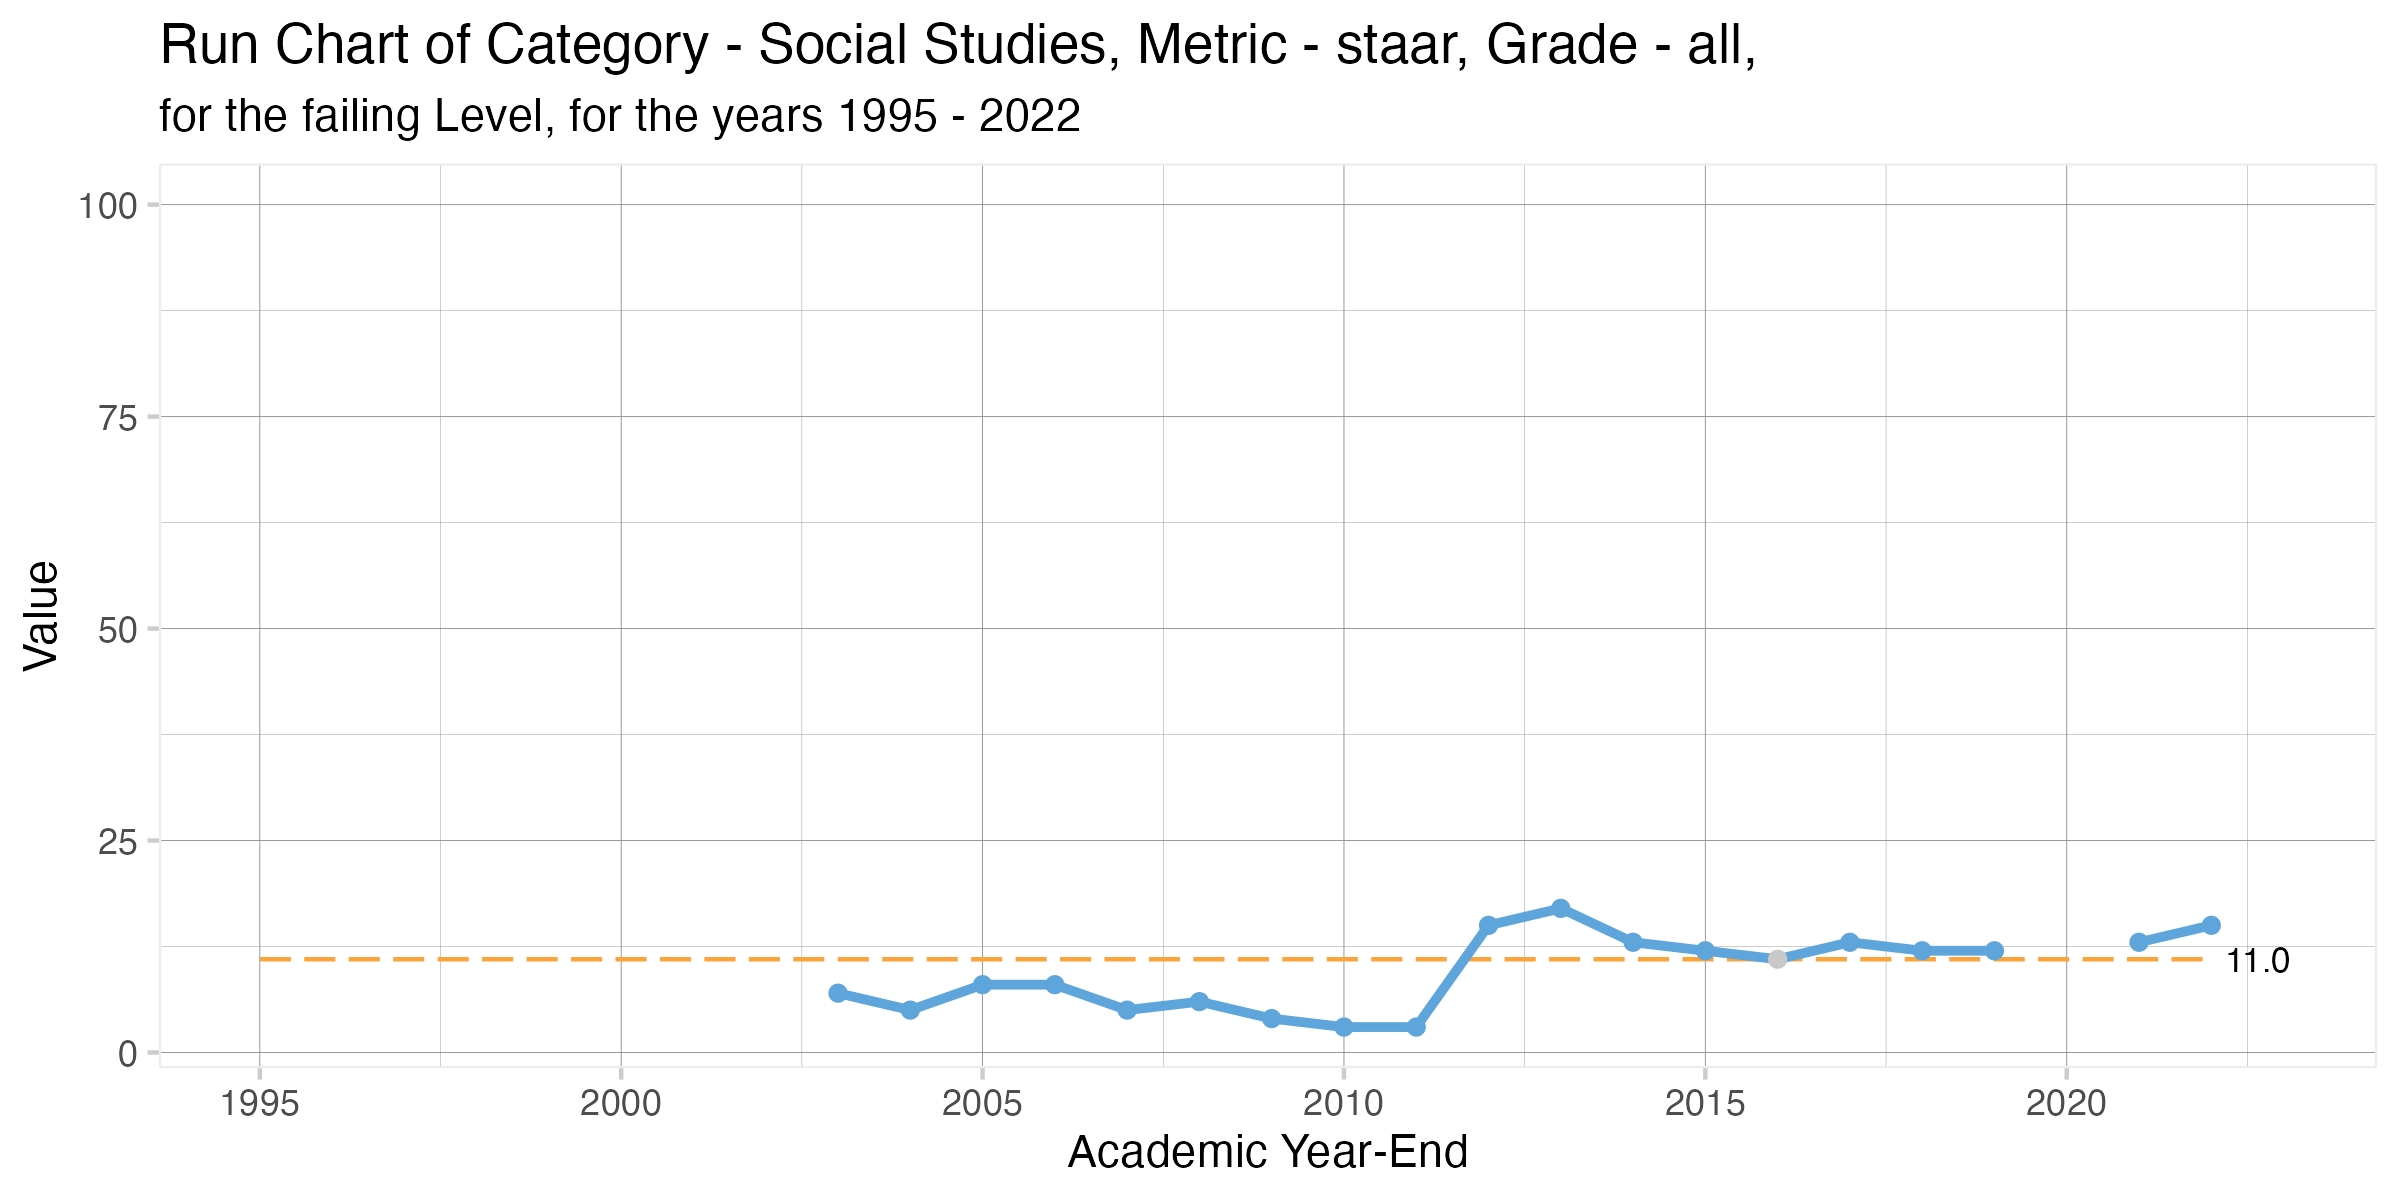 Run Chart of Category - Social Studies, Metric - staar, Grade - all,
for the failing Level, for the years 1995 - 2022
100
75
50
25
0
Value
11.0
1995 2000 2005 2010 2015 2020
Academic Year-End